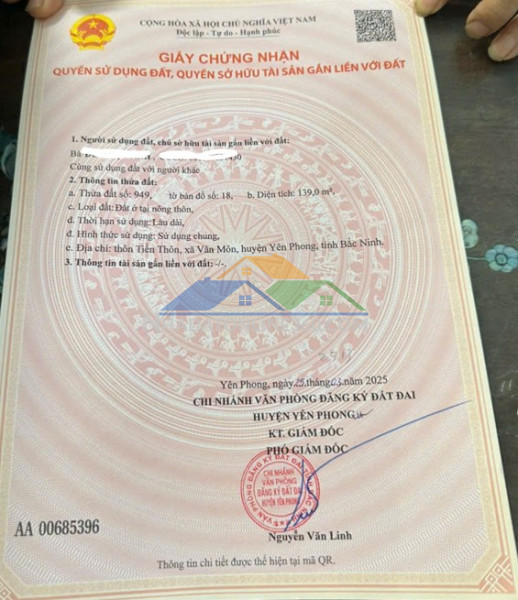 CỘNG HÒA XÃ HỘI CHỦ NGHĨA VIỆT NAM
Độc lập - Tự do - Hạnh phúc
GIẤY CHỨNG NHẬN
QUYỀN SỬ DỤNG ĐẤT, QUYỀN SỞ HỮU TÀI SẢN GẮN LIỀN VỚI ĐẤT
1. Người sử dụng đất, chủ sở hữu tài sản gắn liền với đất:
Bà
Cùng sử dụng đất với người khác
2. Thông tin thửa đất:
a. Thửa đất số: 949, tờ bản đồ số: 18, b. Diện tích: 139,0 m².
c. Loại đất: Đất ở tại nông thôn,
d. Thời hạn sử dụng: Lâu dài,
đ. Hình thức sử dụng: Sử dụng chung,
e. Địa chỉ: thôn Tiền Thôn, xã Văn Môn, huyện Yên Phong, tỉnh Bắc Ninh.
3. Thông tin tài sản gắn liền với đất: -/-.
Yên Phong, ngày 25 tháng 03 năm 2025
CHI NHÁNH VĂN PHÒNG ĐĂNG KÝ ĐẤT ĐAI
HUYỆN YÊN PHONG
KT. GIÁM ĐỐC
PHÓ GIÁM ĐỐC
CHI NHÁNH
VĂN PHÒNG
ĐĂNG KÝ ĐẤT ĐAI
HUYỆN YÊN PHONG
AA 00685396
Nguyễn Văn Linh
Thông tin chi tiết được thể hiện tại mã QR.